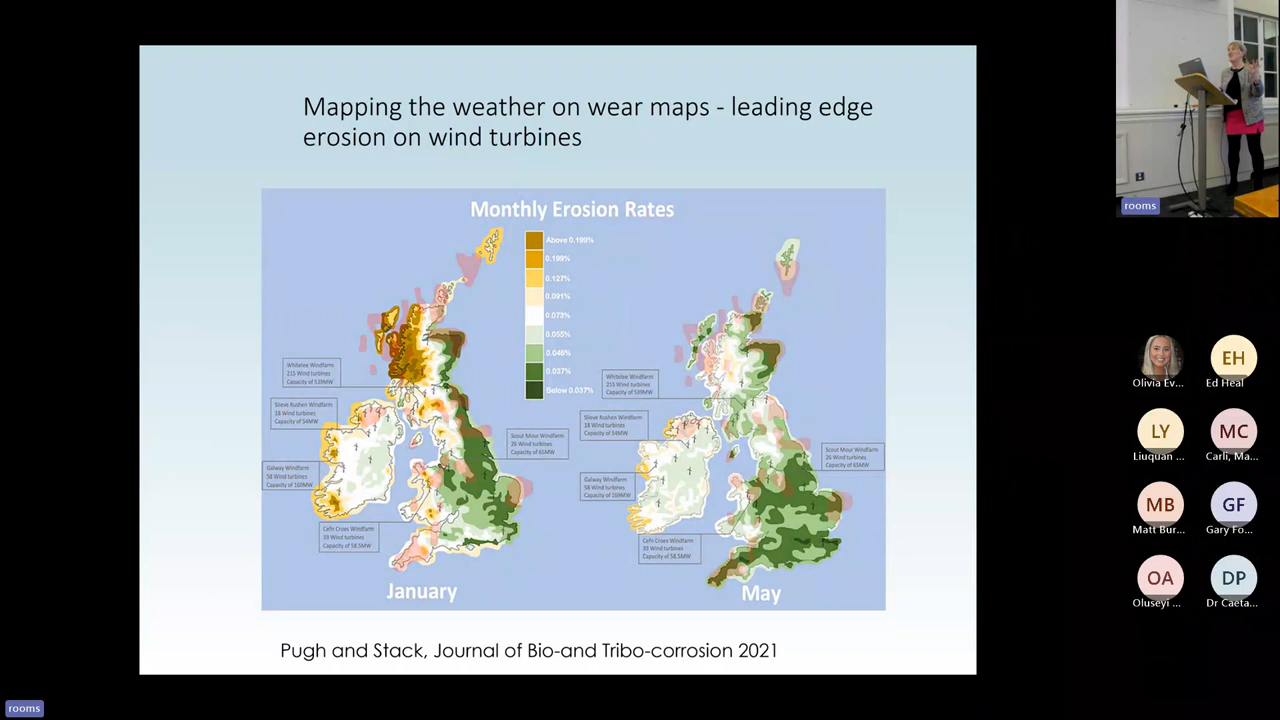 Mapping the weather on wear maps - leading edge
erosion on wind turbines
Monthly Erosion Rates
Above 0.199%
0.199%
0.127%
0.091%
0.073%
0.055%
0.046%
0.037%
Below 0.037%
Whitelee Windfarm
215 Wind turbines
Capacity of 539MW
Slieve Rushen Windfarm
18 Wind turbines
Capacity of 54MW
Galway Windfarm
58 Wind turbines
Capacity of 169MW
Cefn Croes Windfarm
39 Wind turbines
Capacity of 58.5MW
Scout Moor Windfarm
26 Wind turbines
Capacity of 65MW
January
Whitelee Windfarm
215 Wind turbines
Capacity of 539MW
Slieve Rushen Windfarm
18 Wind turbines
Capacity of 54MW
Galway Windfarm
58 Wind turbines
Capacity of 169MW
Cefn Croes Windfarm
39 Wind turbines
Capacity of 58.5MW
Scout Moor Windfarm
26 Wind turbines
Capacity of 65MW
May
Pugh and Stack, Journal of Bio-and Tribo-corrosion 2021
rooms
Olivia Ev...
EH
Ed Heal
LY
Liuquan ...
MC
Carli, Ma...
MB
Matt Bur...
GF
Gary Fo...
OA
Oluseyi ...
DP
Dr Caeta...
rooms